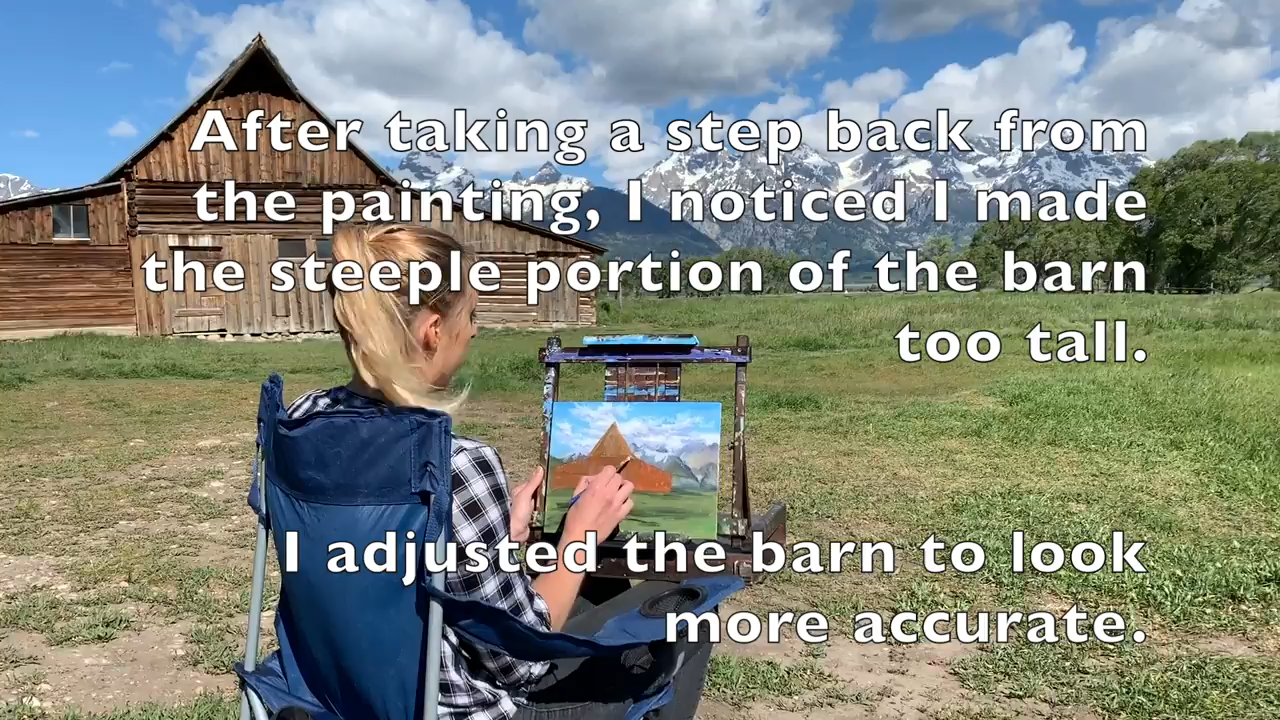 After taking a step back from
the painting, I noticed I made
the steeple portion of the barn
too tall.
I adjusted the barn to look
more accurate.